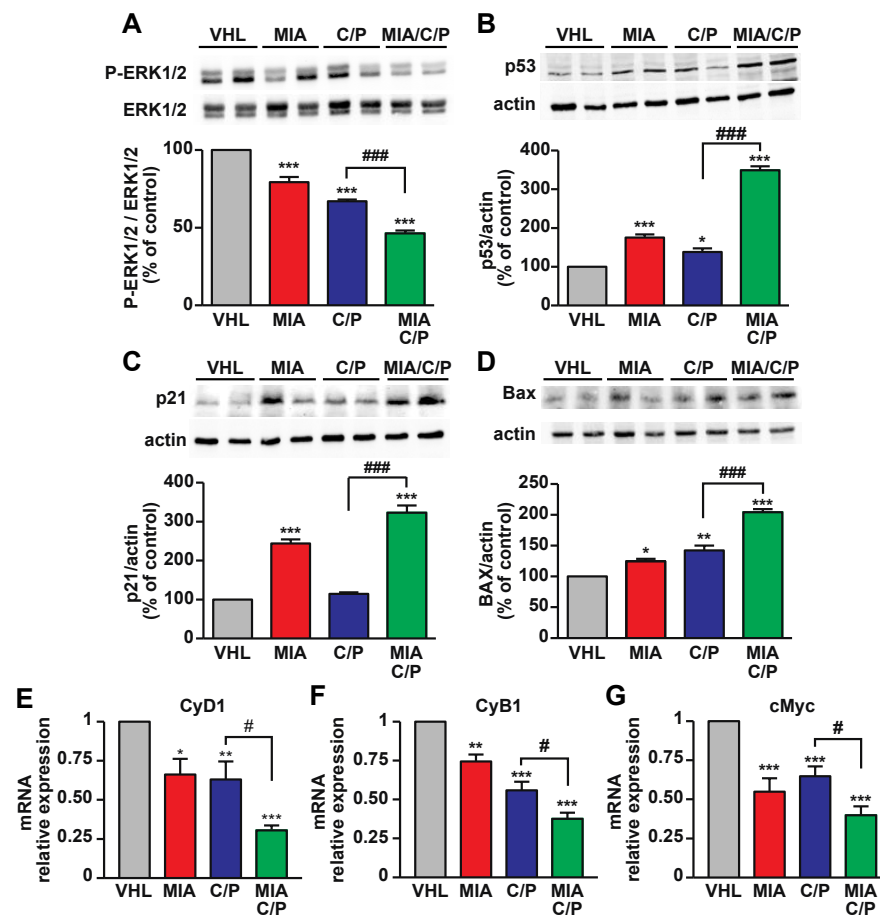 A
VHL MIA C/P MIA/C/P
P-ERK1/2
ERK1/2
P-ERK1/2 / ERK1/2
(% of control)
100
50
0
***
***
###
***
VHL MIA C/P MIA
C/P
B
VHL MIA C/P MIA/C/P
p53
actin
p53/actin
(% of control)
400
300
200
100
0
***
*
###
***
VHL MIA C/P MIA
C/P
C
VHL MIA C/P MIA/C/P
p21
actin
p21/actin
(% of control)
400
300
200
100
0
***
###
***
VHL MIA C/P MIA
C/P
D
VHL MIA C/P MIA/C/P
Bax
actin
BAX/actin
(% of control)
250
200
150
100
50
0
*
**
###
***
VHL MIA C/P MIA
C/P
E
CyD1
mRNA
relative expression
1
0.75
0.50
0.25
*
**
#
***
VHL MIA C/P MIA
C/P
F
CyB1
mRNA
relative expression
1
0.75
0.50
0.25
0
**
***
#
***
VHL MIA C/P MIA
C/P
G
cMyc
mRNA
relative expression
1
0.75
0.50
0.25
0
***
***
#
***
VHL MIA C/P MIA
C/P